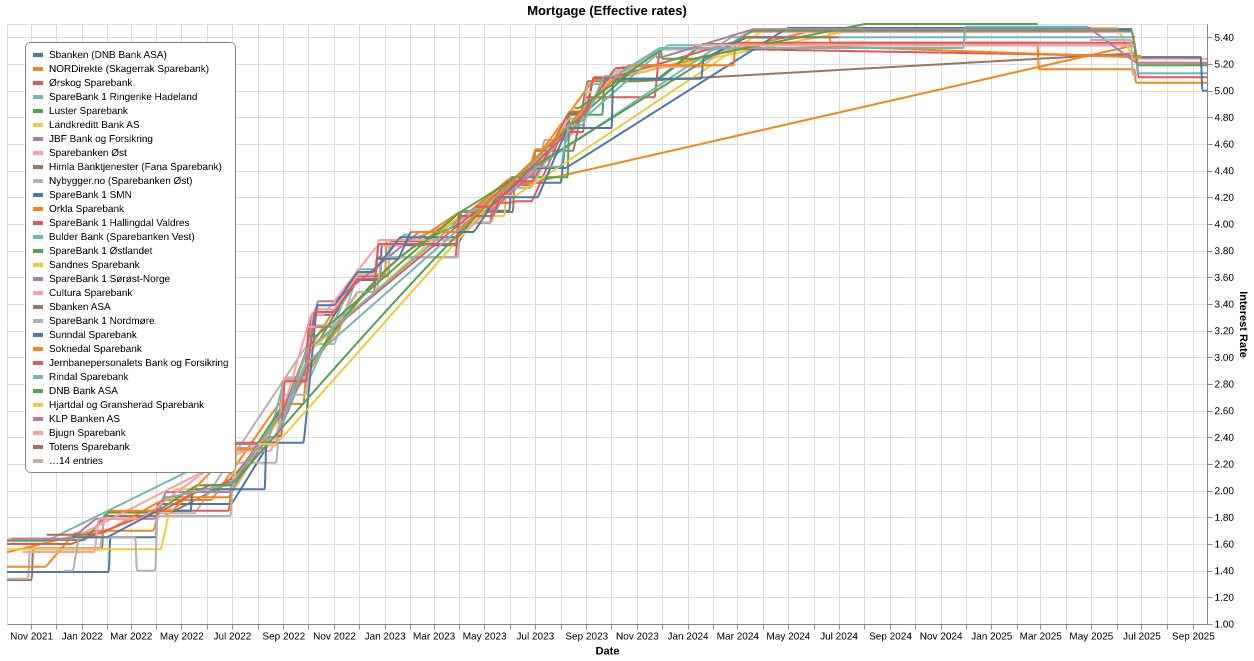 Mortgage (Effective rates)
Sbanken (DNB Bank ASA)
NORDirekte (Skagerrak Sparebank)
Ørskog Sparebank
SpareBank 1 Ringerike Hadeland
Luster Sparebank
Landkreditt Bank AS
JBF Bank og Forsikring
Sparebanken Øst
Himla Banktjenester (Fana Sparebank)
Nybygger.no (Sparebanken Øst)
SpareBank 1 SMN
Orkla Sparebank
SpareBank 1 Hallingdal Valdres
Bulder Bank (Sparebanken Vest)
SpareBank 1 Østlandet
Sandnes Sparebank
SpareBank 1 Sørøst-Norge
Cultura Sparebank
Sbanken ASA
SpareBank 1 Nordmøre
Sunndal Sparebank
Soknedal Sparebank
Jernbanepersonalets Bank og Forsikring
Rindal Sparebank
DNB Bank ASA
Hjartdal og Gransherad Sparebank
KLP Banken AS
Bjugn Sparebank
Totens Sparebank
…14 entries
5.40
5.20
5.00
4.80
4.60
4.40
4.20
4.00
3.80
3.60
3.40
3.20
3.00
2.80
2.60
2.40
2.20
2.00
1.80
1.60
1.40
1.20
1.00
Interest Rate
Nov 2021 Jan 2022 Mar 2022 May 2022 Jul 2022 Sep 2022 Nov 2022 Jan 2023 Mar 2023 May 2023 Jul 2023 Sep 2023 Nov 2023 Jan 2024 Mar 2024 May 2024 Jul 2024 Sep 2024 Nov 2024 Jan 2025 Mar 2025 May 2025 Jul 2025 Sep 2025
Date